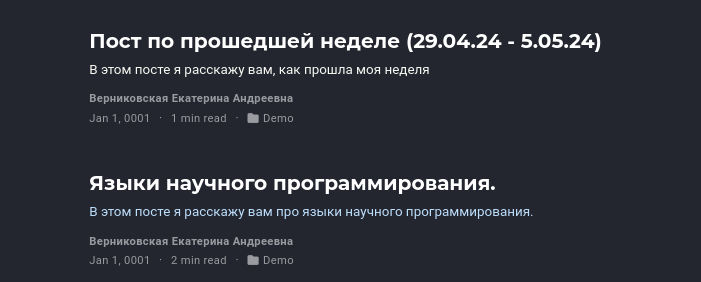 Пост по прошедшей неделе (29.04.24 - 5.05.24)
В этом посте я расскажу вам, как прошла моя неделя
Верниковская Екатерина Андреевна
Jan 1, 0001 · 1 min read · Demo
Языки научного программирования.
В этом посте я расскажу вам про языки научного программирования.
Верниковская Екатерина Андреевна
Jan 1, 0001 · 2 min read · Demo